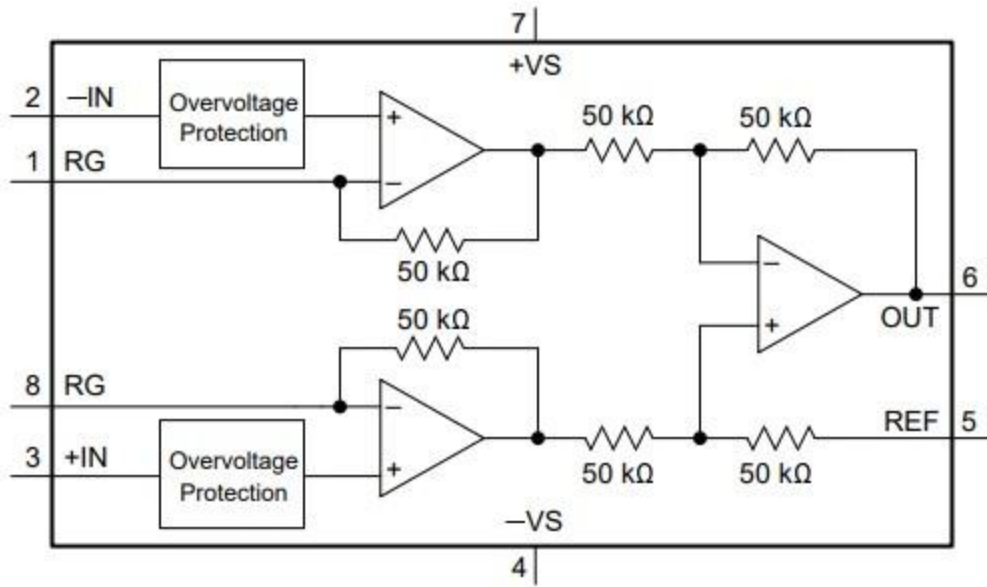 7
+VS
2 –IN
Overvoltage
Protection
+
50 kΩ
50 kΩ
1 RG
–
50 kΩ
–
6
50 kΩ
+
OUT
8 RG
–
REF 5
3 +IN
Overvoltage
Protection
+
50 kΩ
50 kΩ
–VS
4